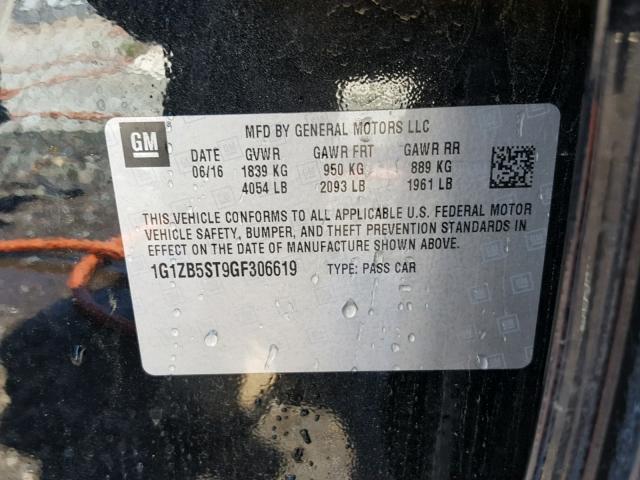 GM
MFD BY GENERAL MOTORS LLC
DATE GVWR GAWR FRT GAWR RR
06/16 1839 KG 950 KG 889 KG
4054 LB 2093 LB 1961 LB
THIS VEHICLE CONFORMS TO ALL APPLICABLE U.S. FEDERAL MOTOR
VEHICLE SAFETY, BUMPER, AND THEFT PREVENTION STANDARDS IN
EFFECT ON THE DATE OF MANUFACTURE SHOWN ABOVE.
1G1ZB5ST9GF306619 TYPE: PASS CAR